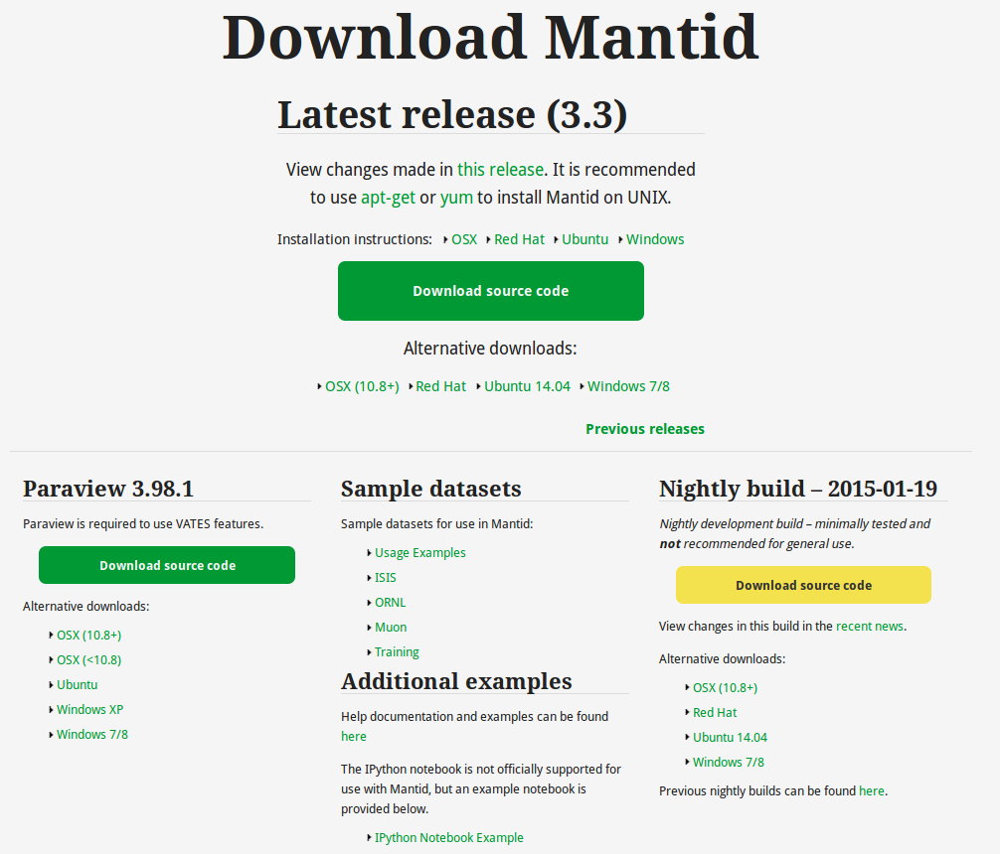 Download Mantid
Latest release (3.3)
View changes made in this release. It is recommended
to use apt-get or yum to install Mantid on UNIX.
Installation instructions: OSX Red Hat Ubuntu Windows
Download source code
Alternative downloads:
OSX (10.8+) Red Hat Ubuntu 14.04 Windows 7/8
Previous releases
Paraview 3.98.1
Paraview is required to use VATES features.
Download source code
Alternative downloads:
OSX (10.8+)
OSX (<10.8)
Ubuntu
Windows XP
Windows 7/8
Sample datasets
Sample datasets for use in Mantid:
Usage Examples
ISIS
ORNL
Muon
Training
Additional examples
Help documentation and examples can be found
here
The IPython notebook is not officially supported for
use with Mantid, but an example notebook is
provided below.
IPython Notebook Example
Nightly build – 2015-01-19
Nightly development build – minimally tested and
not recommended for general use.
Download source code
View changes in this build in the recent news.
Alternative downloads:
OSX (10.8+)
Red Hat
Ubuntu 14.04
Windows 7/8
Previous nightly builds can be found here.